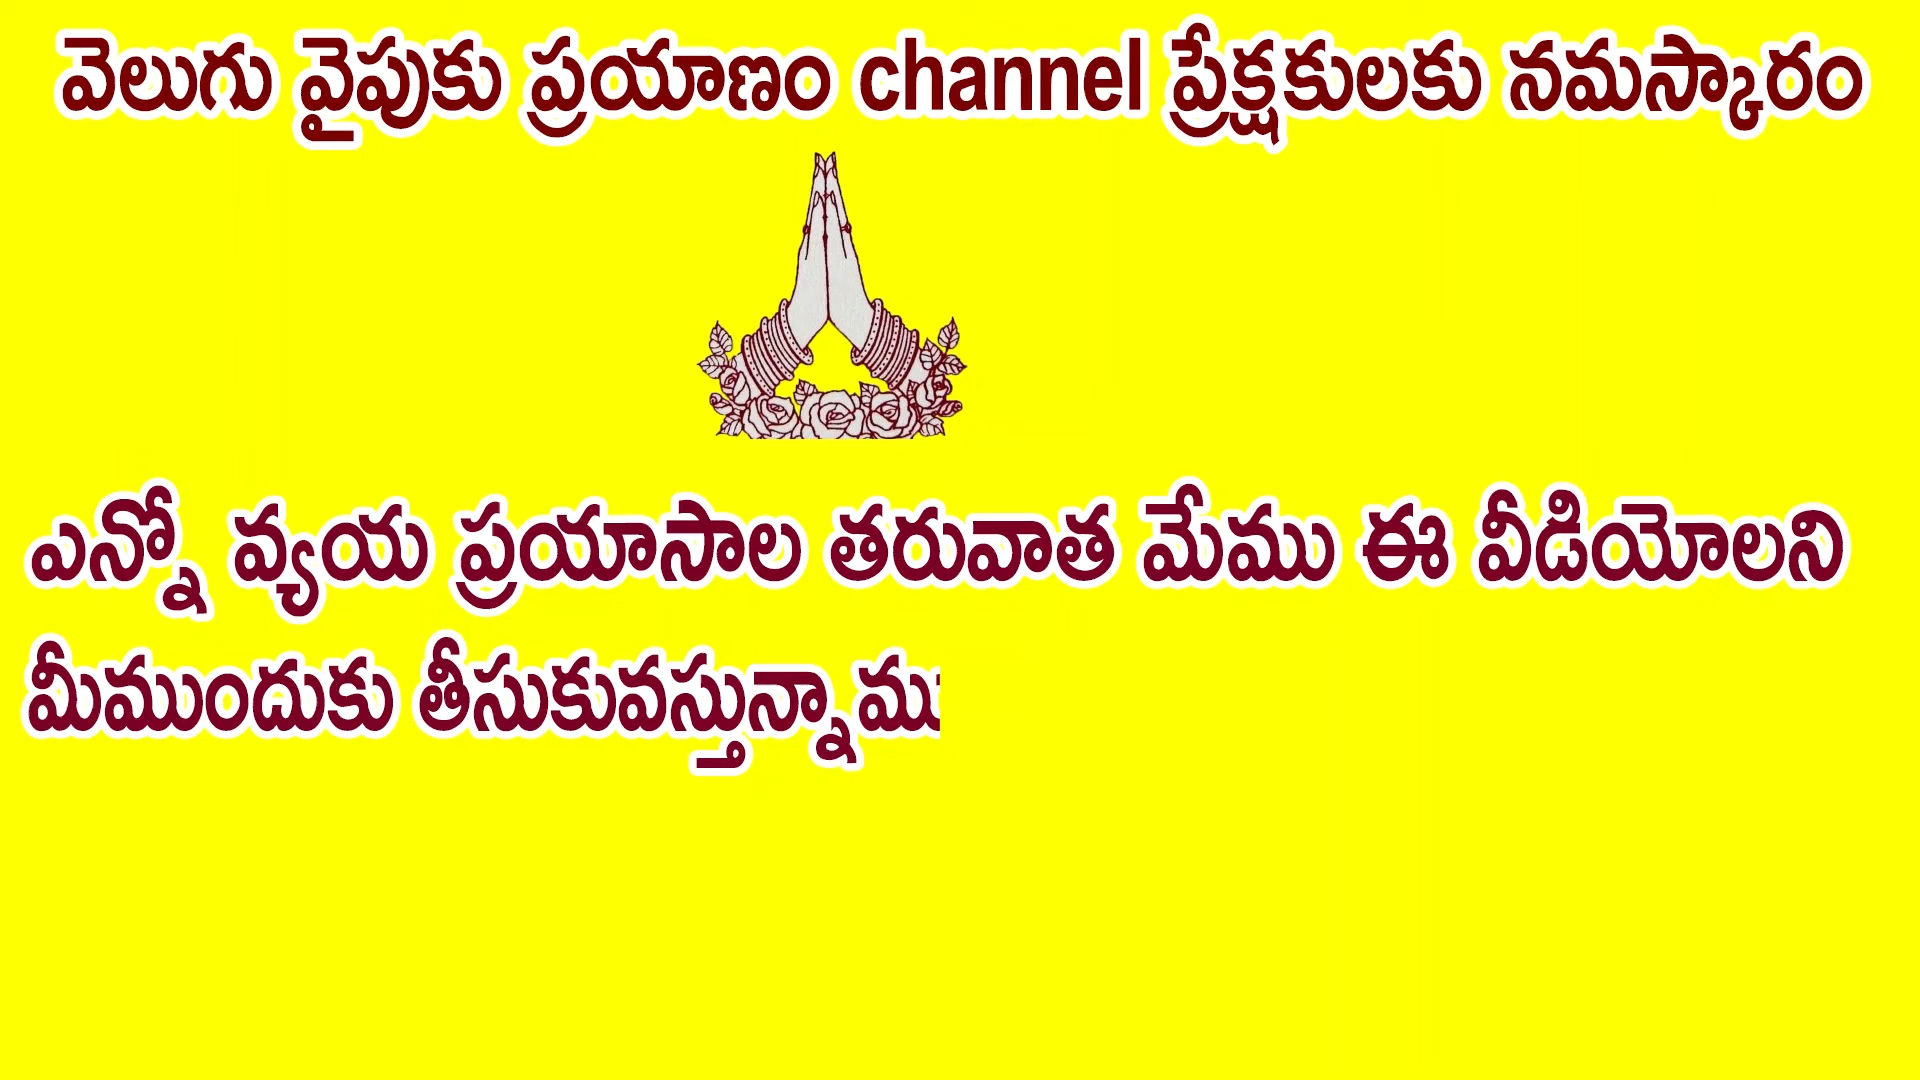 వెలుగు వైపుకు ప్రయాణం channel ప్రేక్షకులకు నమస్కారం
ఎన్నో వ్యయ ప్రయాసాల తరువాత మేము ఈ వీడియోలని
మీముందుకు తీసుకువస్తున్నాము